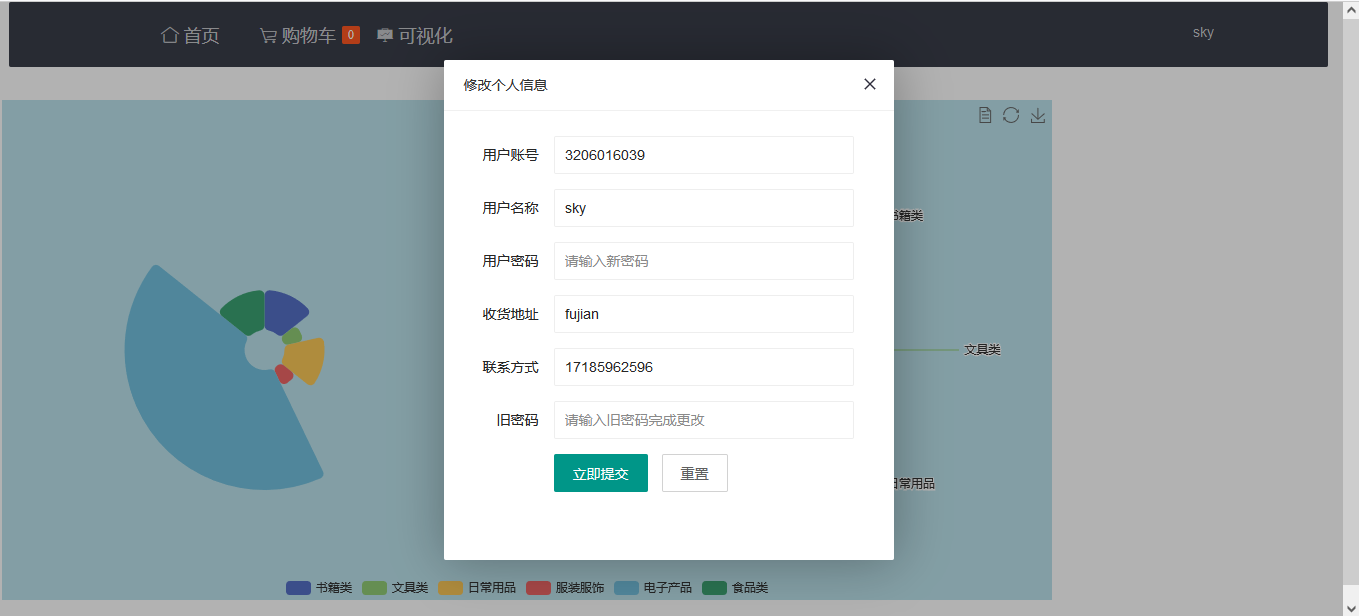 首页 购物车 0 可视化 sky
修改个人信息
用户账号 3206016039
用户名称 sky
用户密码 请输入新密码
收货地址 fujian
联系方式 17185962596
旧密码 请输入旧密码完成更改
立即提交 重置
书籍类
文具类
日常用品
书籍类 文具类 日常用品 服装服饰 电子产品 食品类